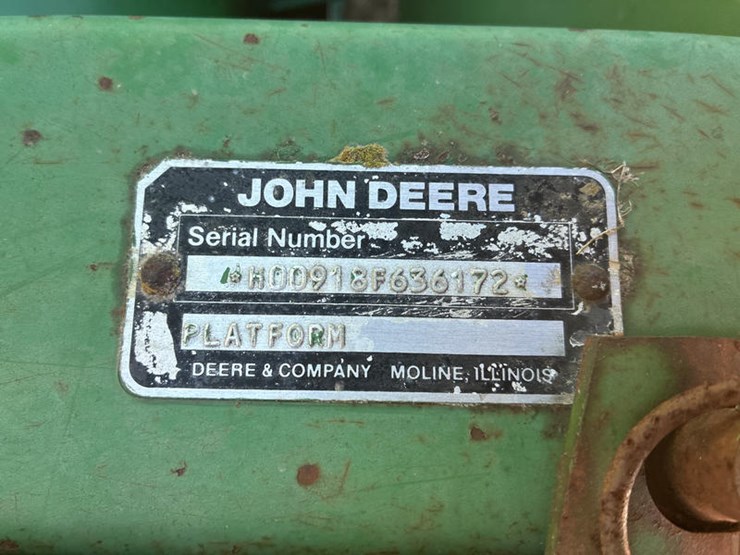 JOHN DEERE
Serial Number
*H00918F636172*
PLATFORM
DEERE & COMPANY MOLINE, ILLINOIS